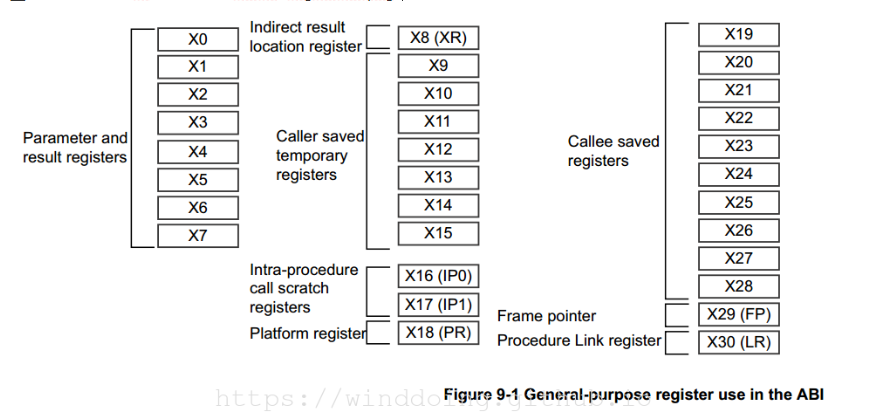 X0
X1
X2
X3
X4
X5
X6
X7
Parameter and
result registers
Indirect result
location register
X8 (XR)
X9
X10
X11
X12
X13
X14
X15
Caller saved
temporary
registers
Intra-procedure
call scratch
registers
X16 (IP0)
X17 (IP1)
Platform register
X18 (PR)
X19
X20
X21
X22
X23
X24
X25
X26
X27
X28
Callee saved
registers
Frame pointer
X29 (FP)
Procedure Link register
X30 (LR)
Figure 9-1 General-purpose register use in the ABI
https://winddoing.github.io